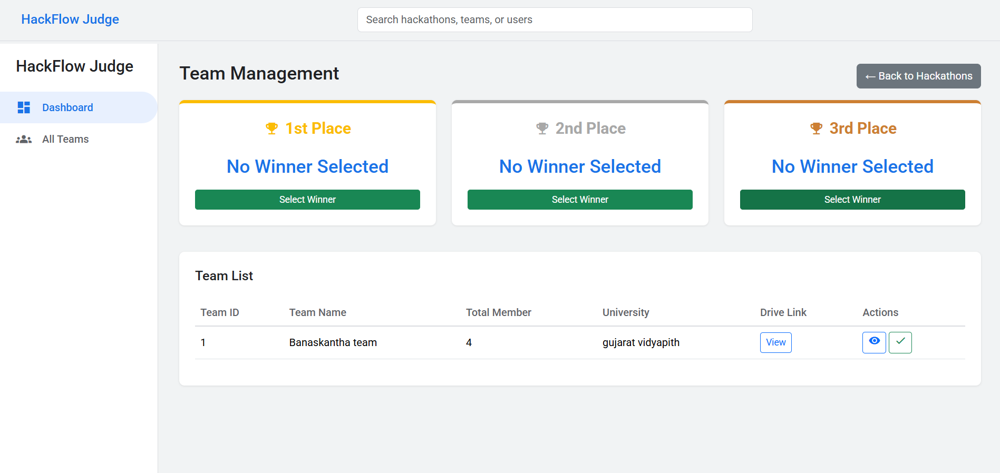 HackFlow Judge
Search hackathons, teams, or users
HackFlow Judge
Dashboard
All Teams
Team Management
← Back to Hackathons
1st Place
No Winner Selected
Select Winner
2nd Place
No Winner Selected
Select Winner
3rd Place
No Winner Selected
Select Winner
Team List
Team ID Team Name Total Member University Drive Link Actions
1 Banaskantha team 4 gujarat vidyapith View